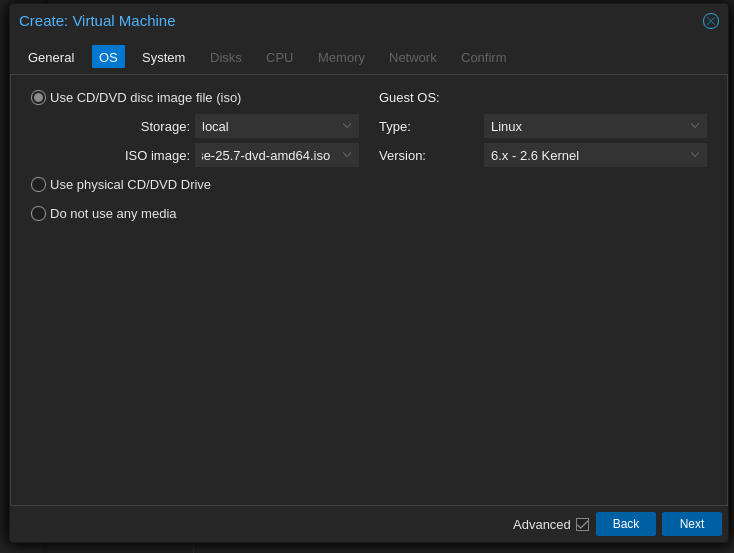 Create: Virtual Machine
General OS System Disks CPU Memory Network Confirm
Use CD/DVD disc image file (iso) Guest OS:
Storage: local Type: Linux
ISO image: se-25.7-dvd-amd64.iso Version: 6.x - 2.6 Kernel
Use physical CD/DVD Drive
Do not use any media
Advanced Back Next